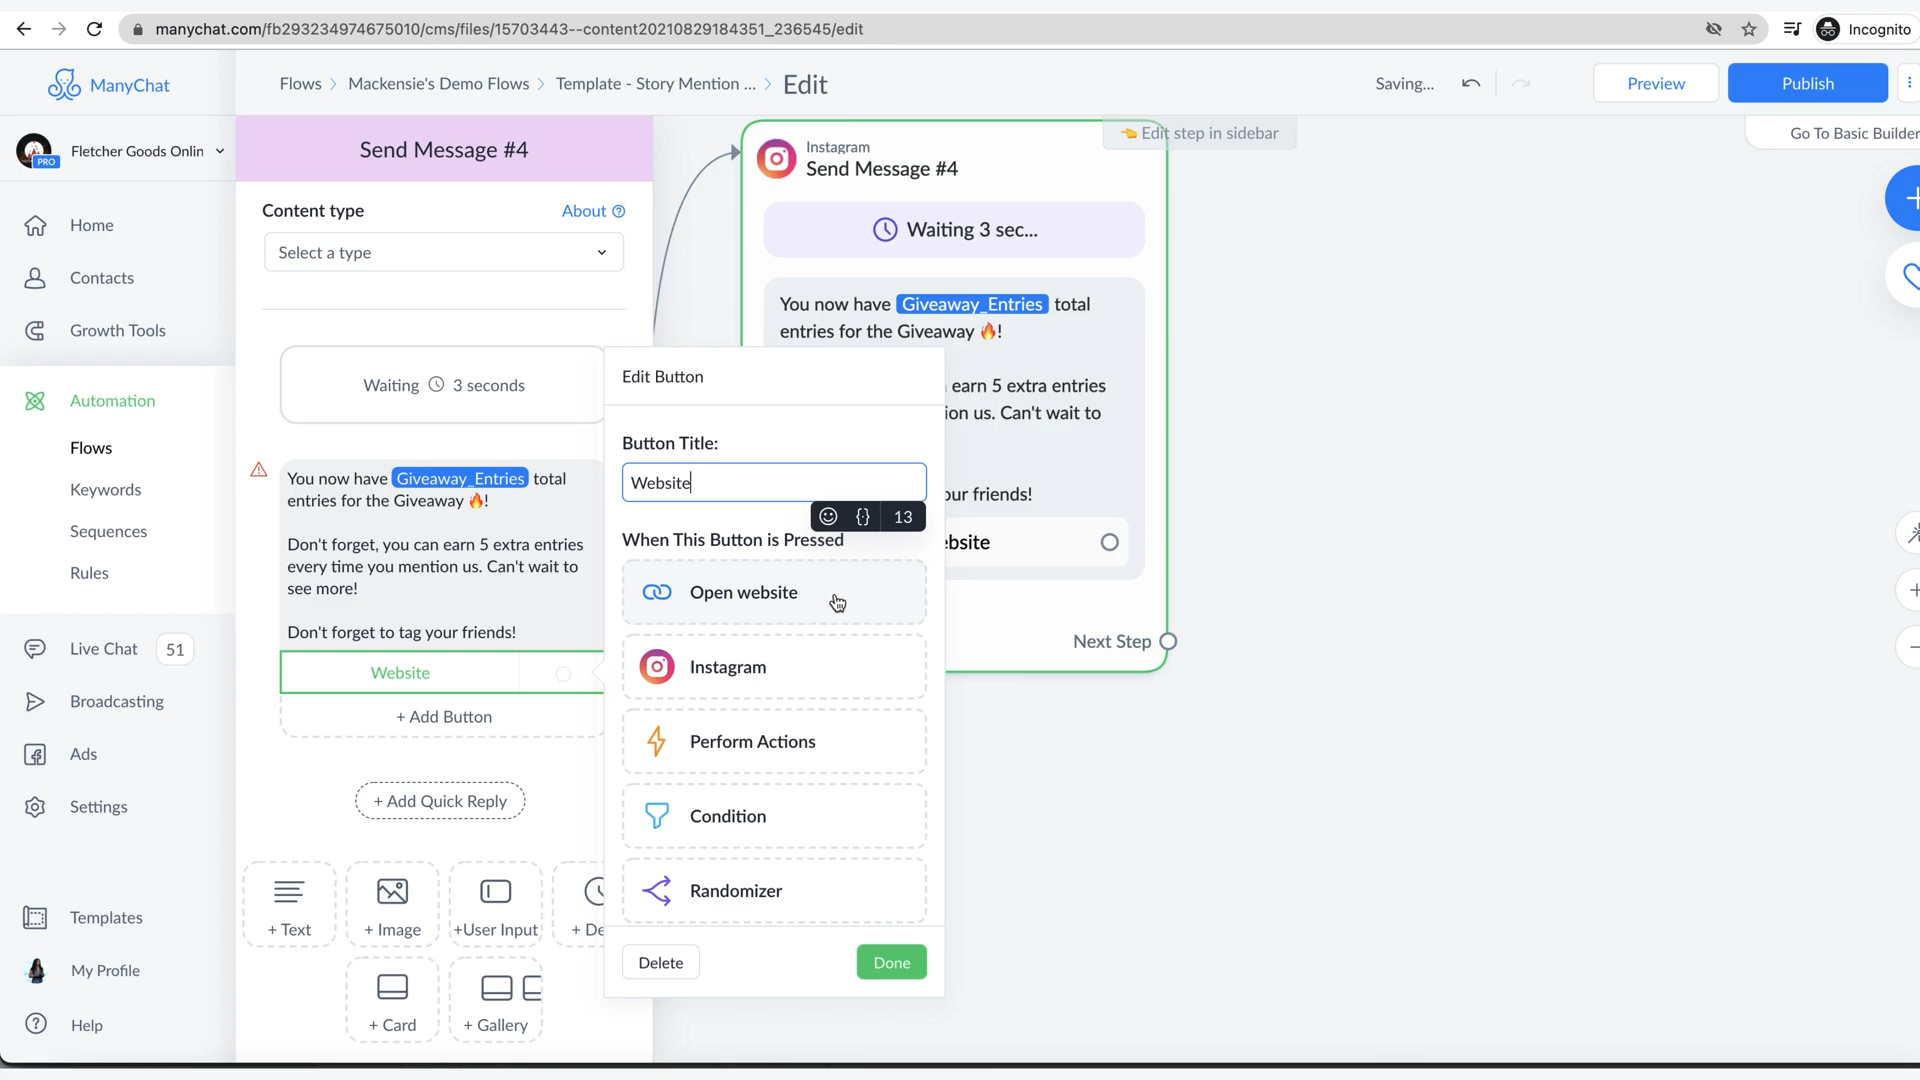 manychat.com/fb293234974675010/cms/files/15703443--content20210829184351_236545/edit
Incognito
ManyChat
Flows
Mackensie's Demo Flows
Template - Story Mention ...
Edit
Saving...
Preview
Publish
Fletcher Goods Onlin
PRO
Home
Contacts
Growth Tools
Automation
Flows
Keywords
Sequences
Rules
Live Chat
51
Broadcasting
Ads
Settings
Templates
My Profile
Help
Send Message #4
Content type
About
Select a type
Waiting 3 seconds
You now have Giveaway_Entries total
entries for the Giveaway 🔥!
Don't forget, you can earn 5 extra entries
every time you mention us. Can't wait to
see more!
Don't forget to tag your friends!
Website
+ Add Button
+ Add Quick Reply
+ Text
+ Image
+User Input
+ De
+ Card
+ Gallery
Edit Button
Button Title:
Website
13
When This Button is Pressed
Open website
Instagram
Perform Actions
Condition
Randomizer
Delete
Done
👈 Edit step in sidebar
Go To Basic Builder
Instagram
Send Message #4
Waiting 3 sec...
You now have Giveaway_Entries total
entries for the Giveaway 🔥!
earn 5 extra entries
ion us. Can't wait to
our friends!
ebsite
Next Step